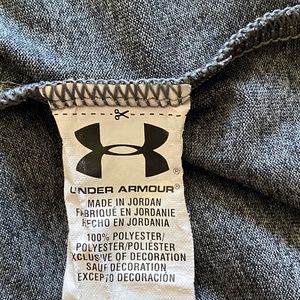 UNDER ARMOUR®
MADE IN JORDAN
FABRIQUÉ EN JORDANIE
HECHO EN JORDANIA
100% POLYESTER/
POLYESTER/POLIÉSTER
EXCLUSIVE OF DECORATION
SAUF DÉCORATION
EXCEPTO DECORACIÓN